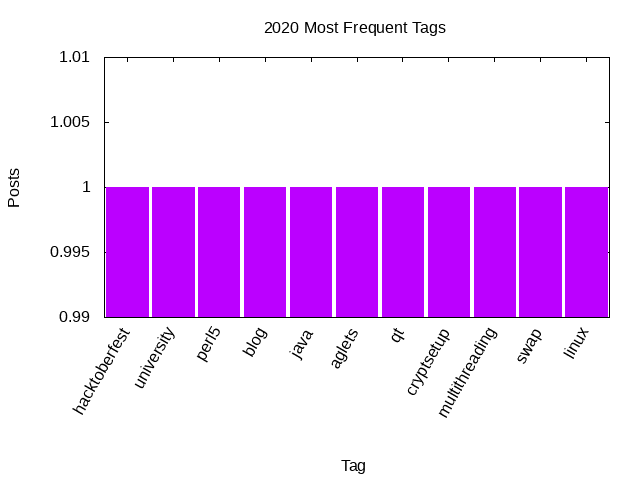 2020 Most Frequent Tags
1.01
1.005
1
0.995
0.99
Posts
hacktoberfest
university
perl5
blog
java
aglets
qt
cryptsetup
multithreading
swap
linux
Tag